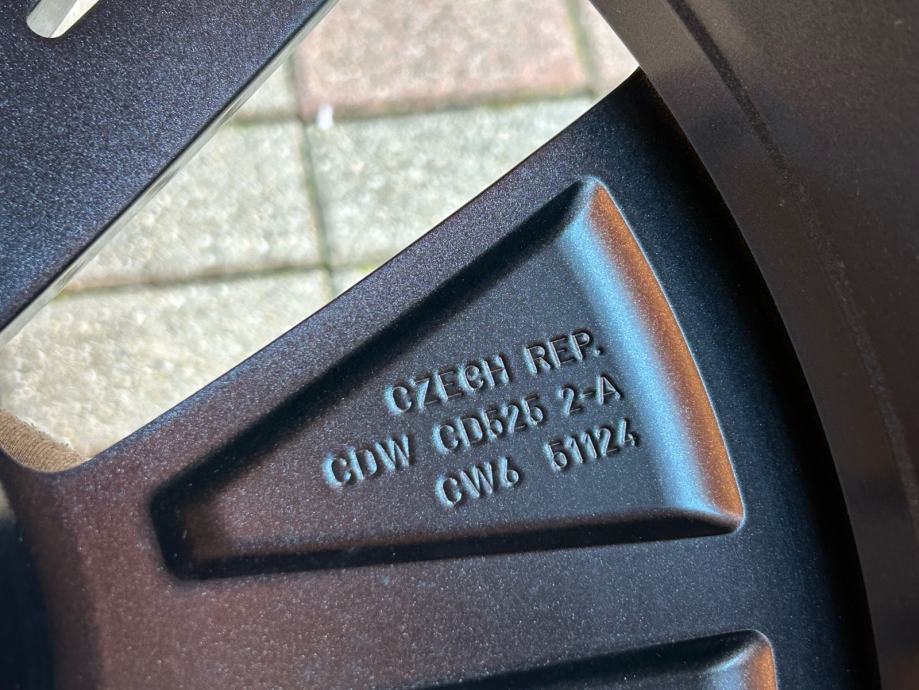 CZECH REP.
CDW CD525 2-A
CW6 51124